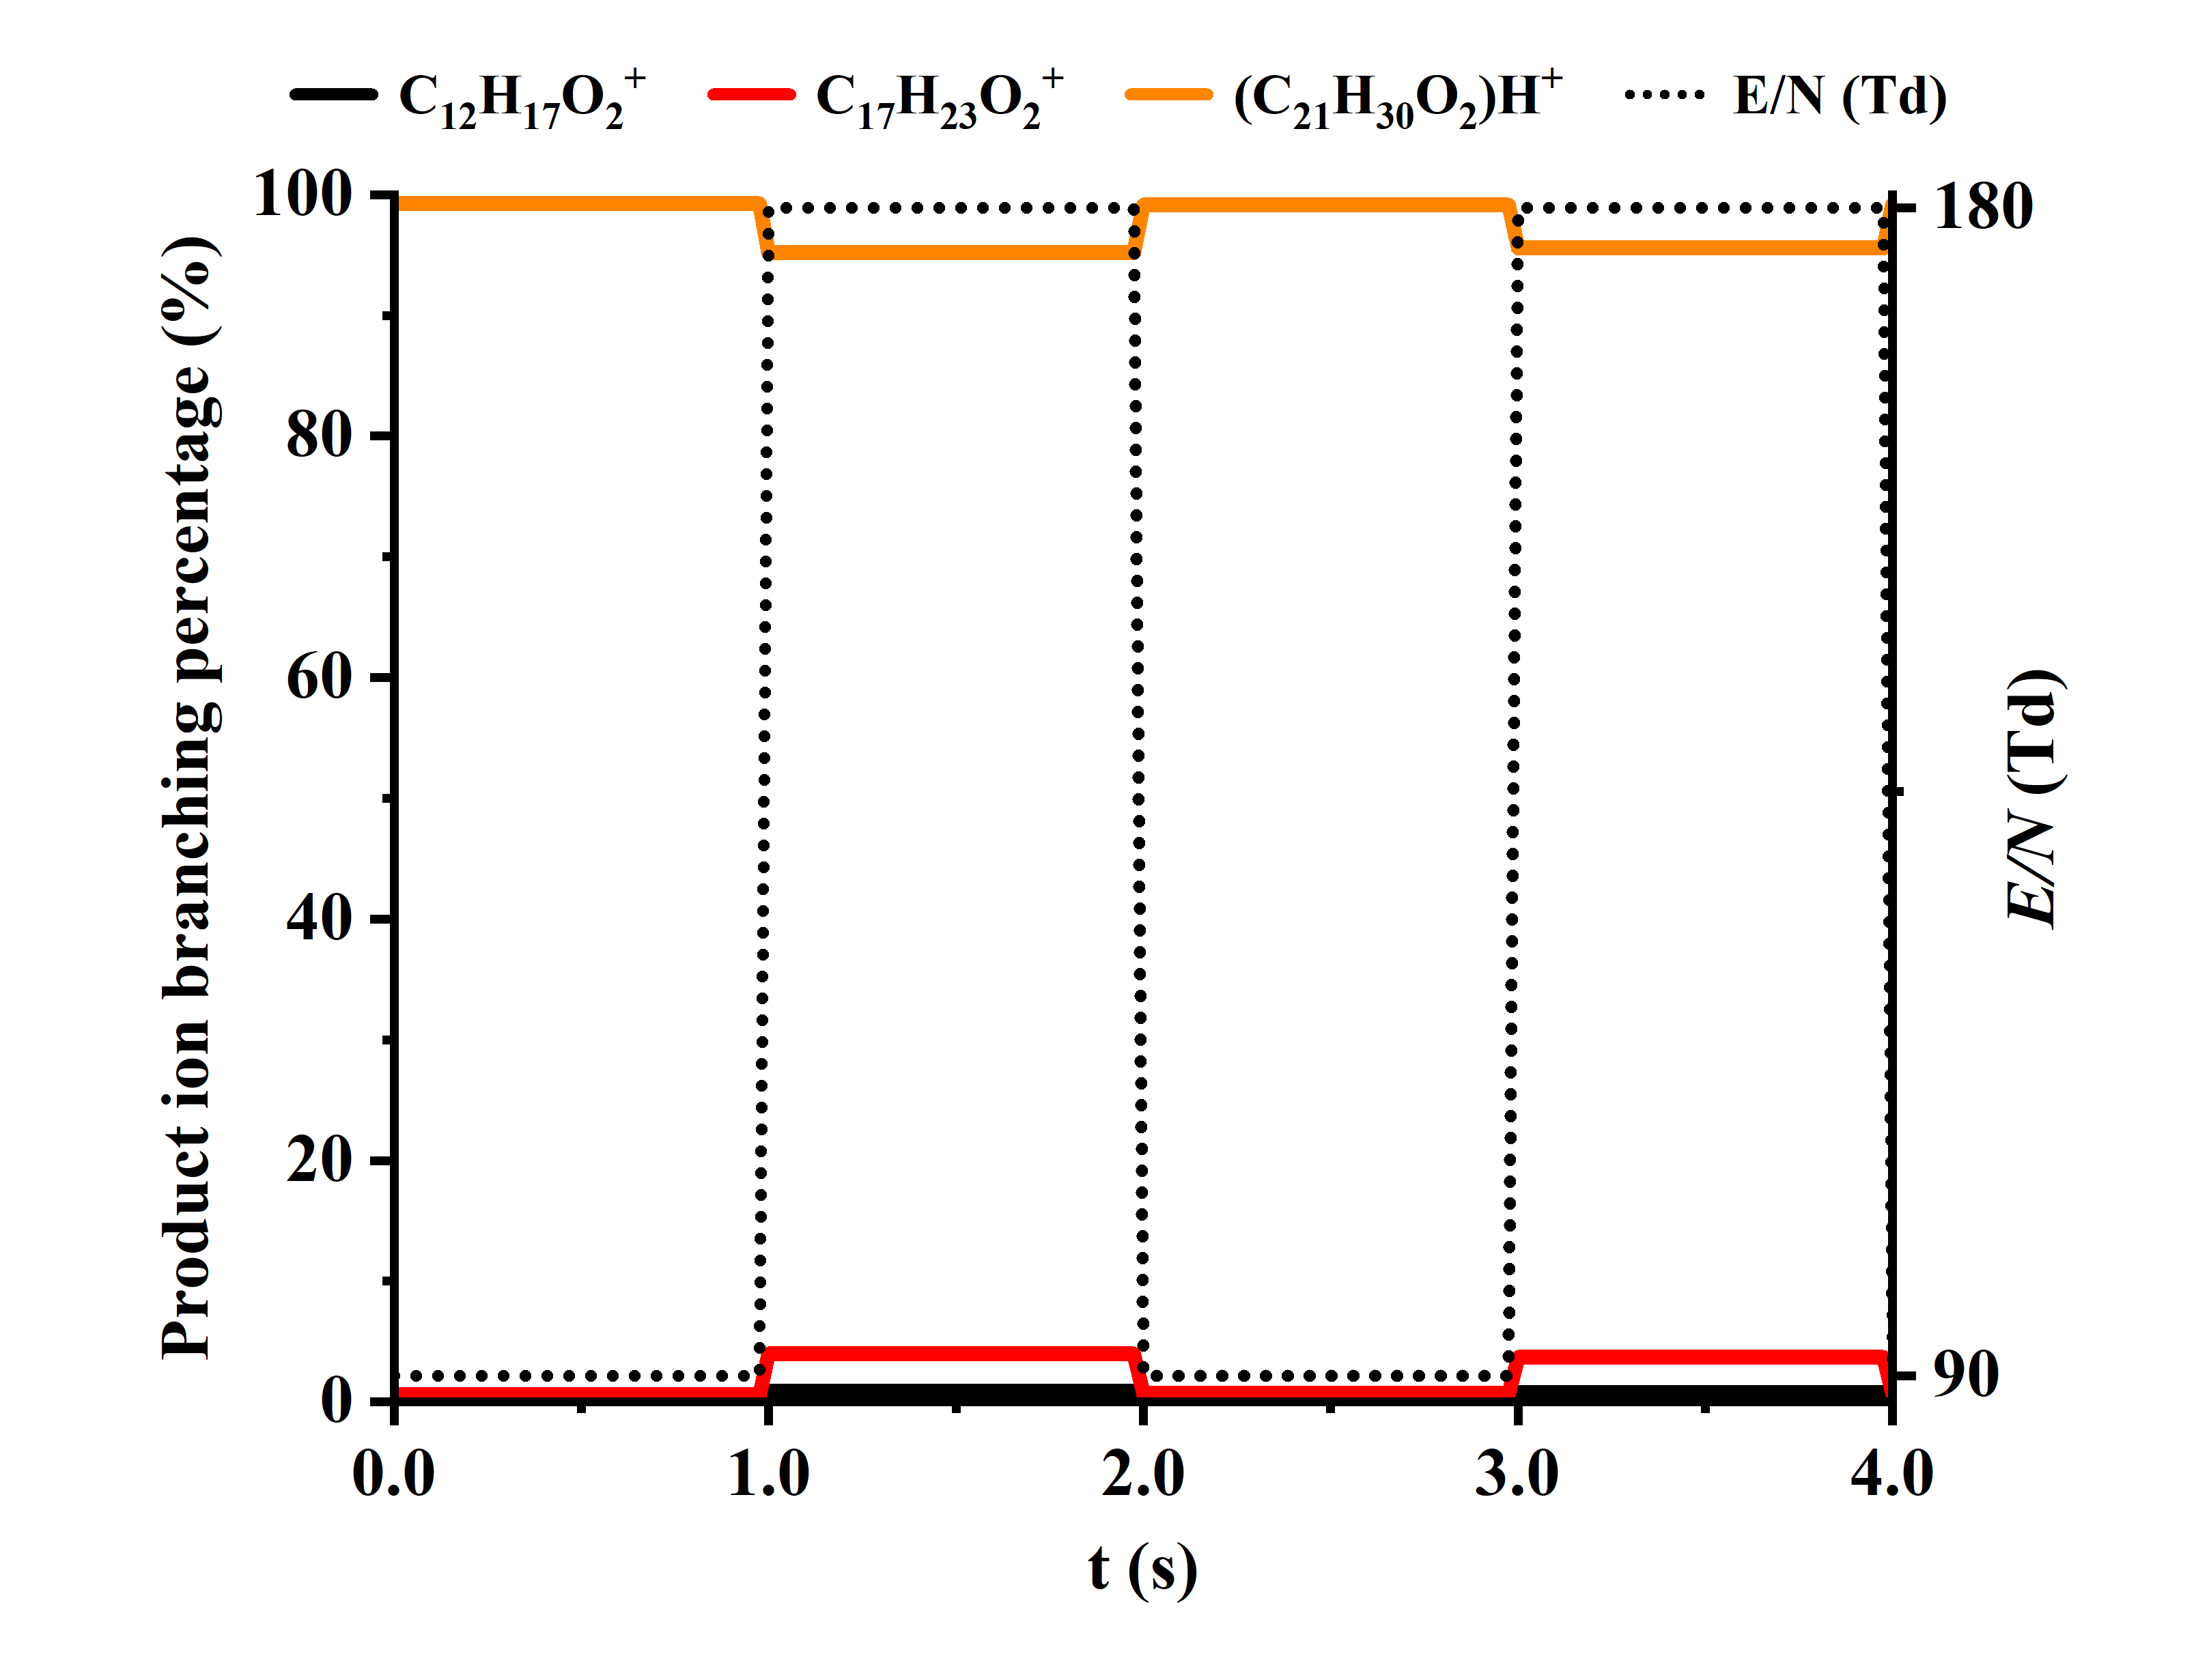 C₁₂H₁₇O₂⁺ C₁₇H₂₃O₂⁺ (C₂₁H₃₀O₂)H⁺ E/N (Td)
Product ion branching percentage (%)
100
80
60
40
20
0
180
90
E/N (Td)
0.0 1.0 2.0 3.0 4.0
t (s)